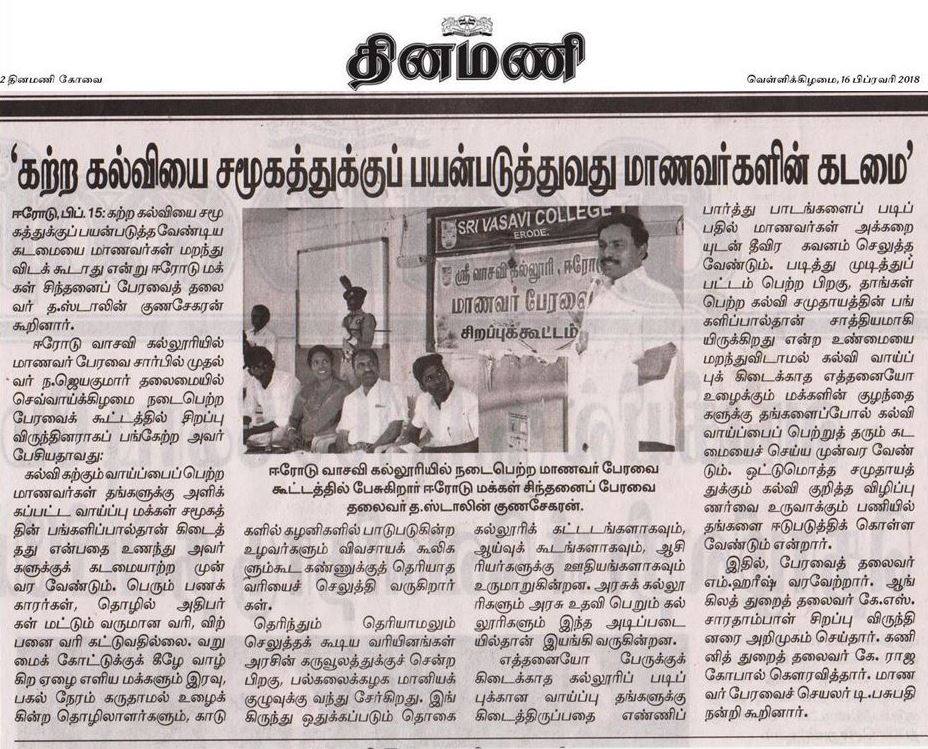 தினமணி
2 தினமணி கோவை
வெள்ளிக்கிழமை, 16 பிப்ரவரி 2018
‘கற்ற கல்வியை சமூகத்துக்குப் பயன்படுத்துவது மாணவர்களின் கடமை’
ஈரோடு, பிப். 15: கற்ற கல்வியை சமூ
கத்துக்குப் பயன்படுத்தவேண்டிய
கடமையை மாணவர்கள் மறந்து
விடக் கூடாது என்று ஈரோடு மக்
கள் சிந்தனைப் பேரவைத் தலை
வர் த.ஸ்டாலின் குணசேகரன்
கூறினார்.
ஈரோடு வாசவி கல்லூரியில்
மாணவர் பேரவை சார்பில் முதல்
வர் ந.ஜெயகுமார் தலைமையில்
செவ்வாய்க்கிழமை நடைபெற்ற
பேரவைக் கூட்டத்தில் சிறப்பு
விருந்தினராகப் பங்கேற்ற அவர்
பேசியதாவது:
கல்வி கற்கும் வாய்ப்பைப் பெற்ற
மாணவர்கள் தங்களுக்கு அளிக்
கப்பட்ட வாய்ப்பு மக்கள் சமூகத்
தின் பங்களிப்பால்தான் கிடைத்
தது என்பதை உணந்து அவர்
களுக்குக் கடமையாற்ற முன்
வர வேண்டும். பெரும் பணக்
காரர்கள், தொழில் அதிபர்
கள் மட்டும் வருமான வரி, விற்
பனை வரி கட்டுவதில்லை. வறு
மைக் கோட்டுக்குக் கீழே வாழ்
கிற ஏழை எளிய மக்களும் இரவு,
பகல் நேரம் கருதாமல் உழைக்
கின்ற தொழிலாளர்களும், காடு
SRI VASAVI COLLEGE
ERODE.
ஸ்ரீ வாசவி கல்லூரி, ஈரோ
மாணவர் பேரவை
சிறப்புக்கூட்டம்
ஈரோடு வாசவி கல்லூரியில் நடைபெற்ற மாணவர் பேரவை
கூட்டத்தில் பேசுகிறார் ஈரோடு மக்கள் சிந்தனைப் பேரவை
தலைவர் த.ஸ்டாலின் குணசேகரன்.
களில் கழனிகளில் பாடுபடுகின்ற
உழவர்களும் விவசாயக் கூலிக
ளும்கூட கண்ணுக்குத் தெரியாத
வரியைச் செலுத்தி வருகிறார்
கள்.
தெரிந்தும் தெரியாமலும்
செலுத்தக் கூடிய வரியினங்கள்
அரசின் கருவூலத்துக்குச் சென்ற
பிறகு, பல்கலைக்கழக மானியக்
குழுவுக்கு வந்து சேர்கிறது. இங்
கிருந்து ஒதுக்கப்படும் தொகை
கல்லூரிக் கட்டடங்களாகவும்,
ஆய்வுக் கூடங்களாகவும், ஆசி
ரியர்களுக்கு ஊதியங்களாகவும்
உருமாறுகின்றன. அரசுக் கல்லூ
ரிகளும் அரசு உதவி பெறும் கல்
லூரிகளும் இந்த அடிப்படை
யில்தான் இயங்கி வருகின்றன.
எத்தனையோ பேருக்குக்
கிடைக்காத கல்லூரிப் படிப்
புக்கான வாய்ப்பு தங்களுக்கு
கிடைத்திருப்பதை எண்ணிப்
பார்த்து பாடங்களைப் படிப்
பதில் மாணவர்கள் அக்கறை
யுடன் தீவிர கவனம் செலுத்த
வேண்டும். படித்து முடித்துப்
பட்டம் பெற்ற பிறகு, தாங்கள்
பெற்ற கல்வி சமுதாயத்தின் பங்
களிப்பால்தான் சாத்தியமாகி
யிருக்கிறது என்ற உண்மையை
மறந்துவிடாமல் கல்வி வாய்ப்
புக் கிடைக்காத எத்தனையோ
உழைக்கும் மக்களின் குழந்தை
களுக்கு தங்களைப்போல் கல்வி
வாய்ப்பைப் பெற்றுத் தரும் கட
மையைச் செய்ய முன்வர வேண்
டும். ஒட்டுமொத்த சமுதாயத்
துக்கும் கல்வி குறித்த விழிப்பு
ணர்வை உருவாக்கும் பணியில்
தங்களை ஈடுபடுத்திக் கொள்ள
வேண்டும் என்றார்.
இதில், பேரவைத் தலைவர்
எம்.ஹரீஷ் வரவேற்றார். ஆங்
கிலத் துறைத் தலைவர் கே.எஸ்.
சாரதாம்பாள் சிறப்பு விருந்தி
னரை அறிமுகம் செய்தார். கணி
னித் துறைத் தலைவர் கே. ராஜ
கோபால் கௌரவித்தார். மாண
வர் பேரவைச் செயலர் டி.பசுபதி
நன்றி கூறினார்.